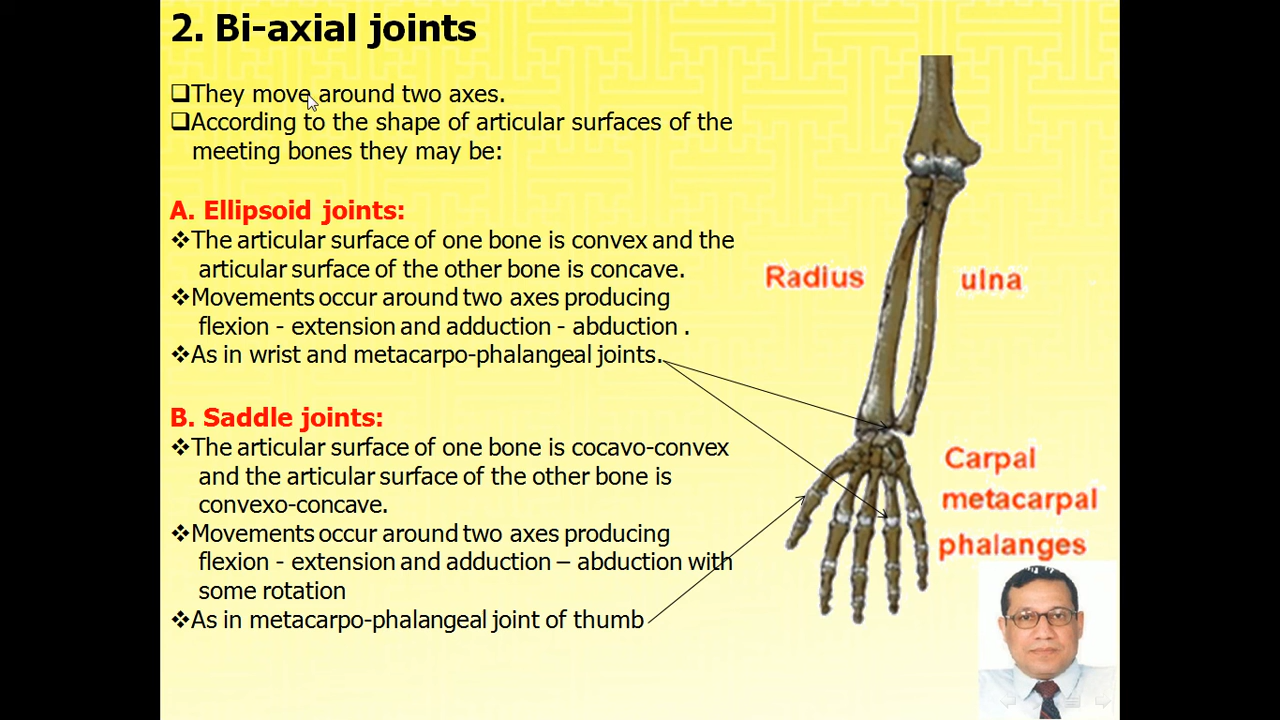 2. Bi-axial joints
❑They move around two axes.
❑According to the shape of articular surfaces of the
meeting bones they may be:
A. Ellipsoid joints:
❖The articular surface of one bone is convex and the
articular surface of the other bone is concave.
❖Movements occur around two axes producing
flexion - extension and adduction - abduction .
❖As in wrist and metacarpo-phalangeal joints.
B. Saddle joints:
❖The articular surface of one bone is cocavo-convex
and the articular surface of the other bone is
convexo-concave.
❖Movements occur around two axes producing
flexion - extension and adduction – abduction with
some rotation
❖As in metacarpo-phalangeal joint of thumb
Radius
ulna
Carpal
metacarpal
phalanges